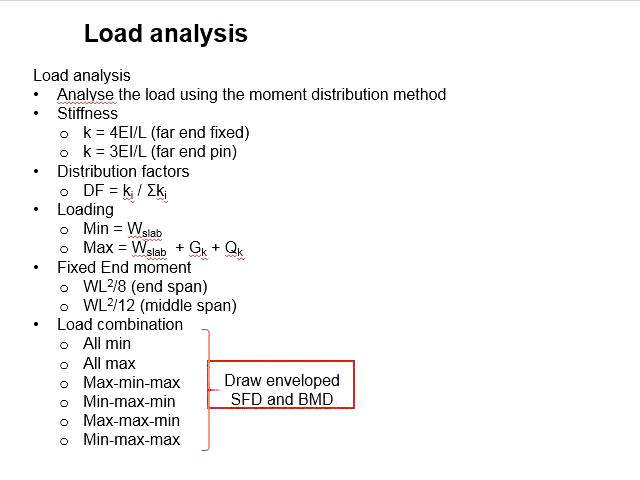 Load analysis
Load analysis
• Analyse the load using the moment distribution method
• Stiffness
o k = 4EI/L (far end fixed)
o k = 3EI/L (far end pin)
• Distribution factors
o DF = kj / Σkj
• Loading
o Min = Wslab
o Max = Wslab + Gk + Qk
• Fixed End moment
o WL²/8 (end span)
o WL²/12 (middle span)
• Load combination
o All min
o All max
o Max-min-max
o Min-max-min
o Max-max-min
o Min-max-max
Draw enveloped
SFD and BMD